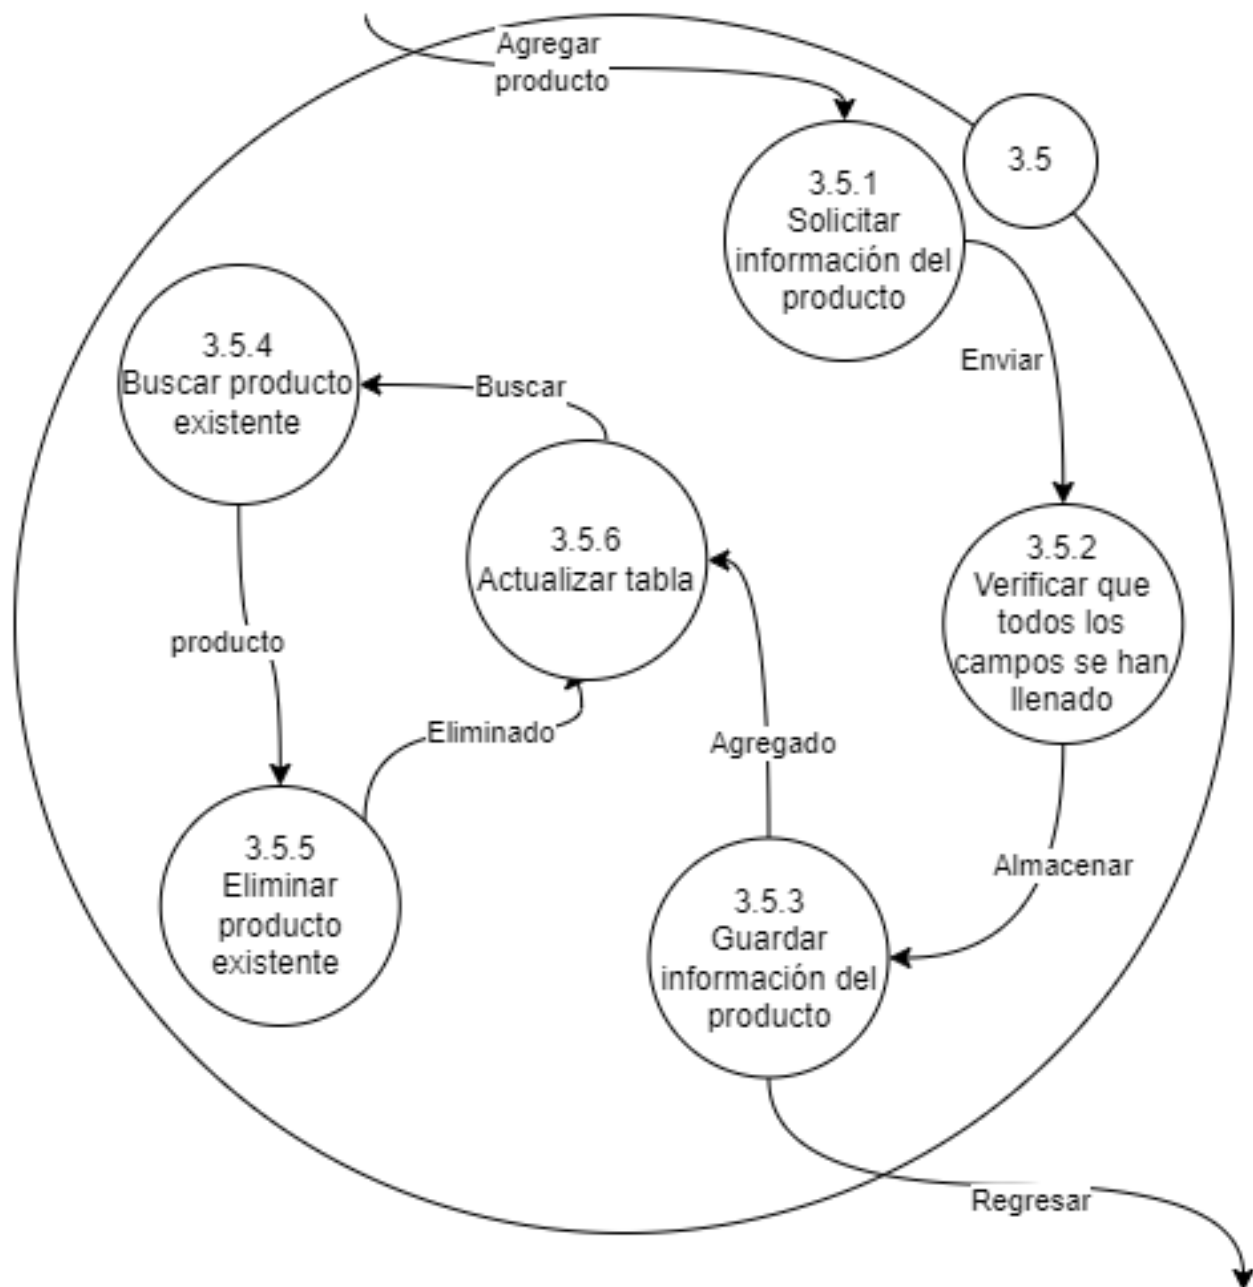 Agregar
producto
3.5
3.5.1
Solicitar
información del
producto
Enviar
3.5.4
Buscar producto
existente
Buscar
3.5.6
Actualizar tabla
3.5.2
Verificar que
todos los
campos se han
llenado
producto
Eliminado
Agregado
3.5.5
Eliminar
producto
existente
Almacenar
3.5.3
Guardar
información del
producto
Regresar